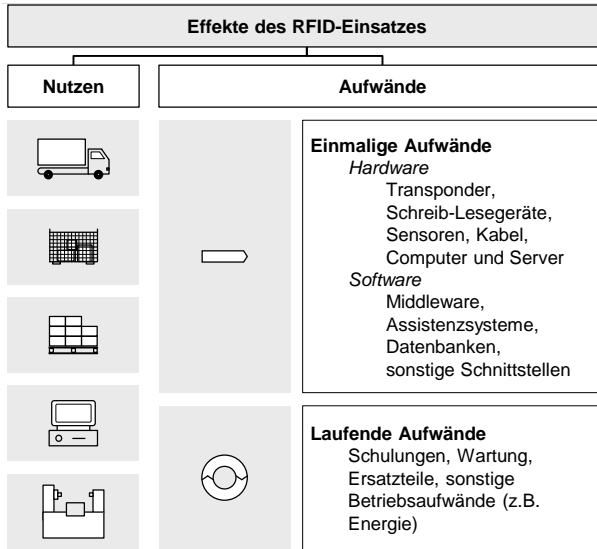 Effekte des RFID-Einsatzes
Nutzen
Aufwände
Einmalige Aufwände
Hardware
Transponder,
Schreib-Lesegeräte,
Sensoren, Kabel,
Computer und Server
Software
Middleware,
Assistenzsysteme,
Datenbanken,
sonstige Schnittstellen
Laufende Aufwände
Schulungen, Wartung,
Ersatzteile, sonstige
Betriebsaufwände (z.B.
Energie)